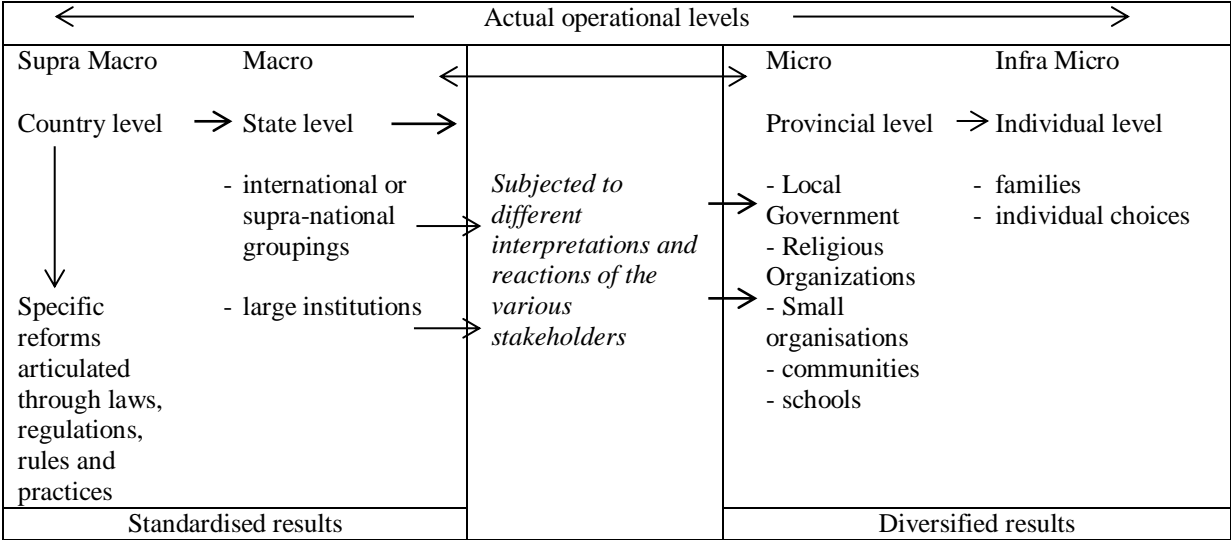 Actual operational levels
Supra Macro
Country level
Specific
reforms
articulated
through laws,
regulations,
rules and
practices
Macro
State level
- international or
supra-national
groupings
- large institutions
Standardised results
Subjected to
different
interpretations and
reactions of the
various
stakeholders
Micro
Provincial level
- Local
Government
- Religious
Organizations
- Small
organisations
- communities
- schools
Infra Micro
Individual level
- families
- individual choices
Diversified results